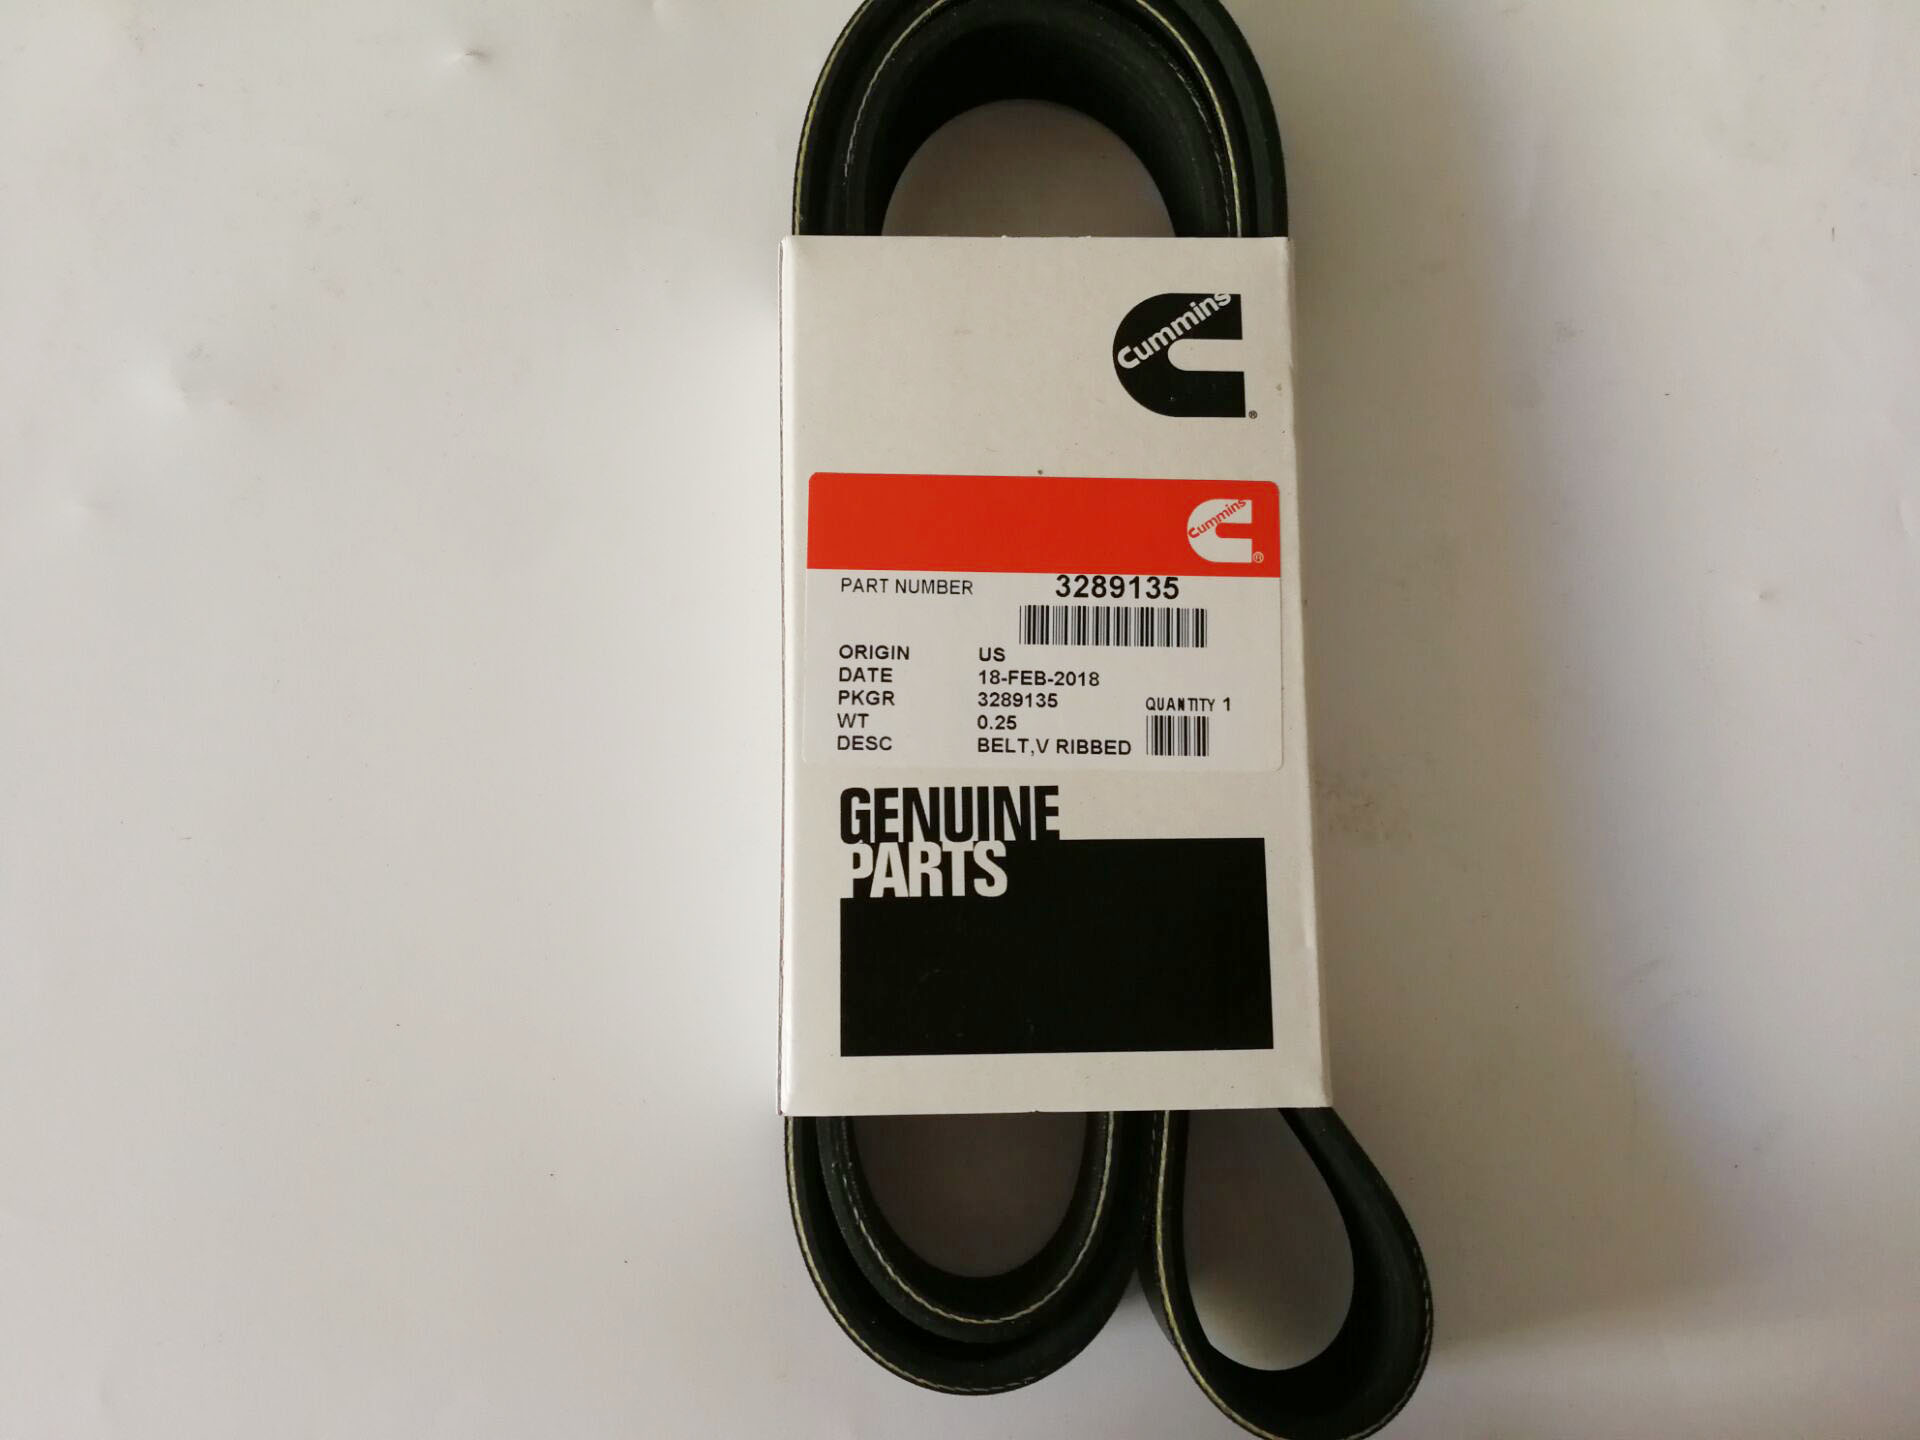 Cummins
®
Cummins
®
PART NUMBER 3289135
ORIGIN US
DATE 18-FEB-2018
PKGR 3289135 QUANTITY 1
WT 0.25
DESC BELT,V RIBBED
GENUINE
PARTS